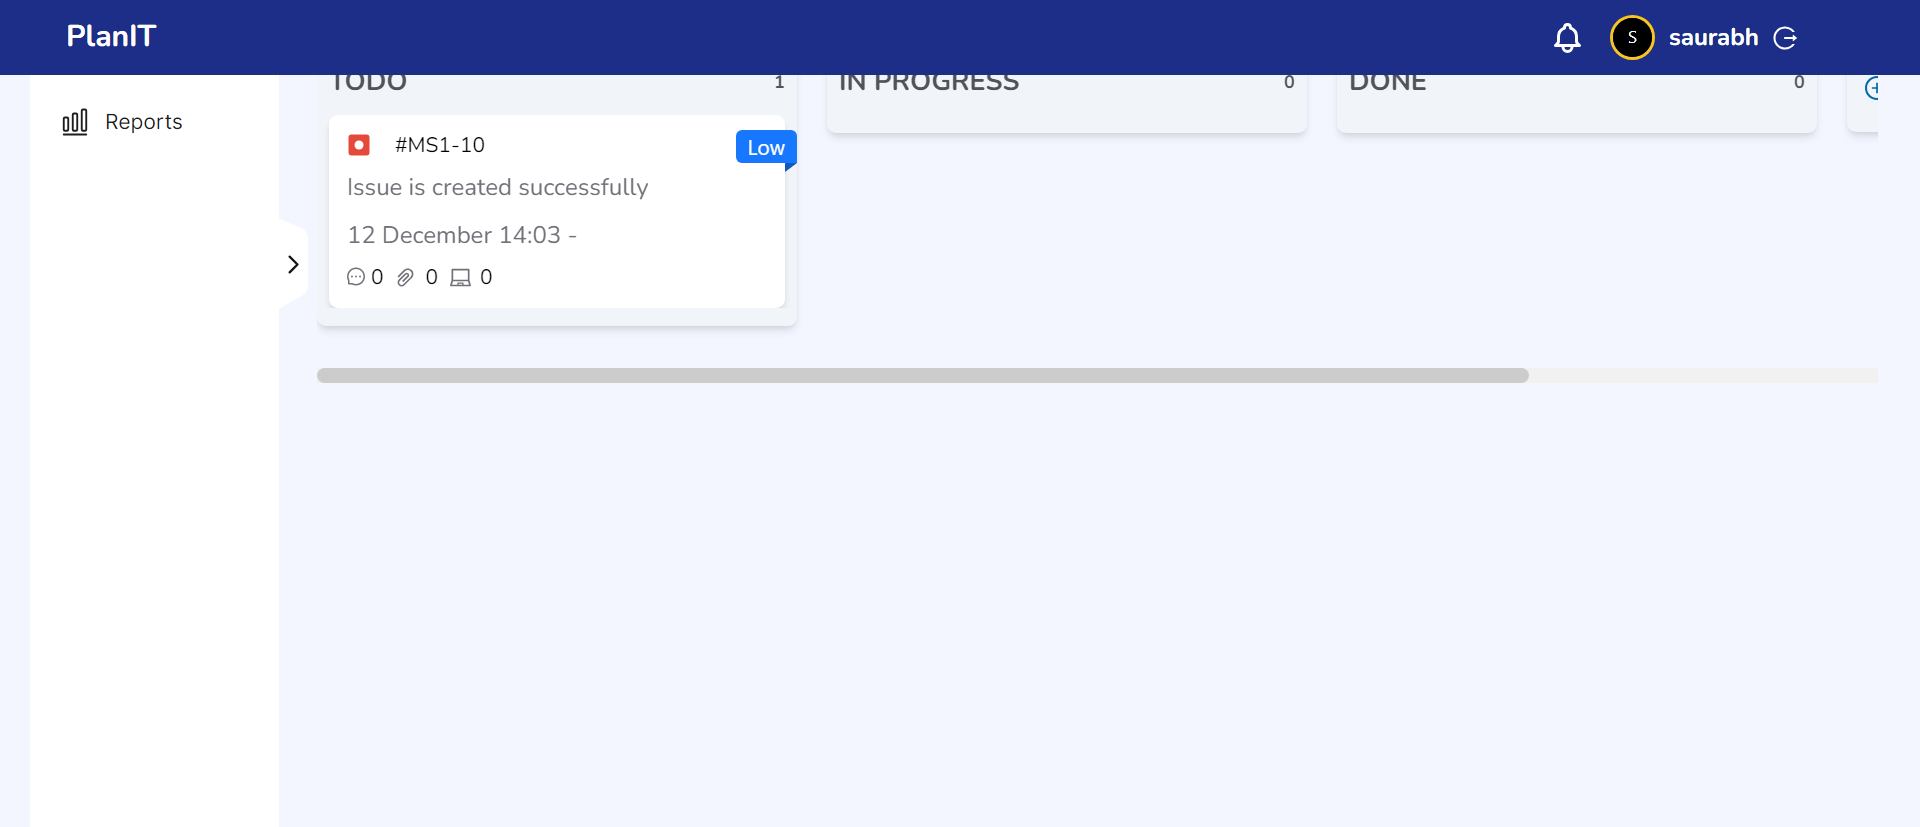 PlanIT
S saurabh
Reports
TODO 1
IN PROGRESS 0
DONE 0
#MS1-10
Low
Issue is created successfully
12 December 14:03 -
0 0 0